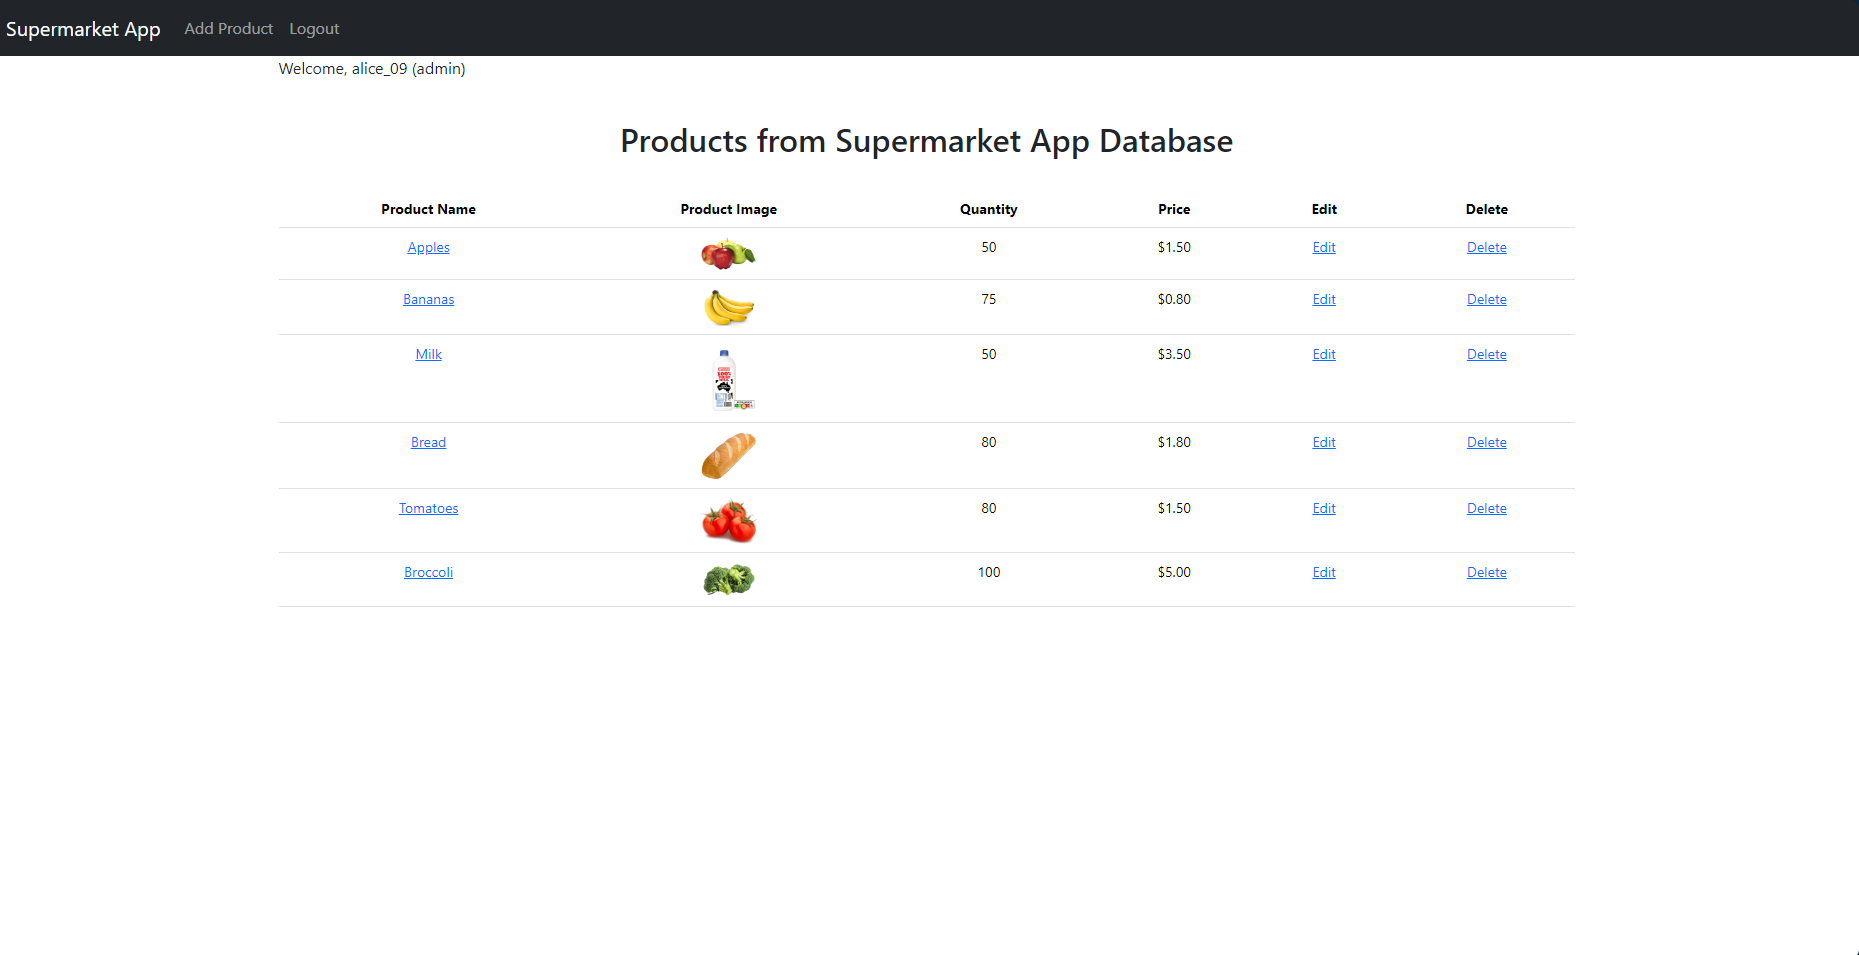 Supermarket App Add Product Logout
Welcome, alice_09 (admin)
Products from Supermarket App Database
Product Name Product Image Quantity Price Edit Delete
Apples 50 $1.50 Edit Delete
Bananas 75 $0.80 Edit Delete
Milk 50 $3.50 Edit Delete
Bread 80 $1.80 Edit Delete
Tomatoes 80 $1.50 Edit Delete
Broccoli 100 $5.00 Edit Delete